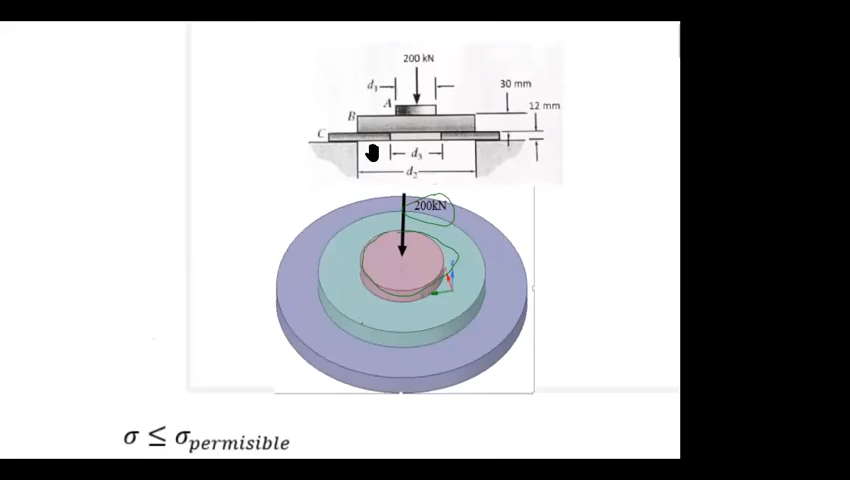 200 kN
d₁
30 mm
A
12 mm
B
C
d₃
d₂
200kN
σ ≤ σpermisible